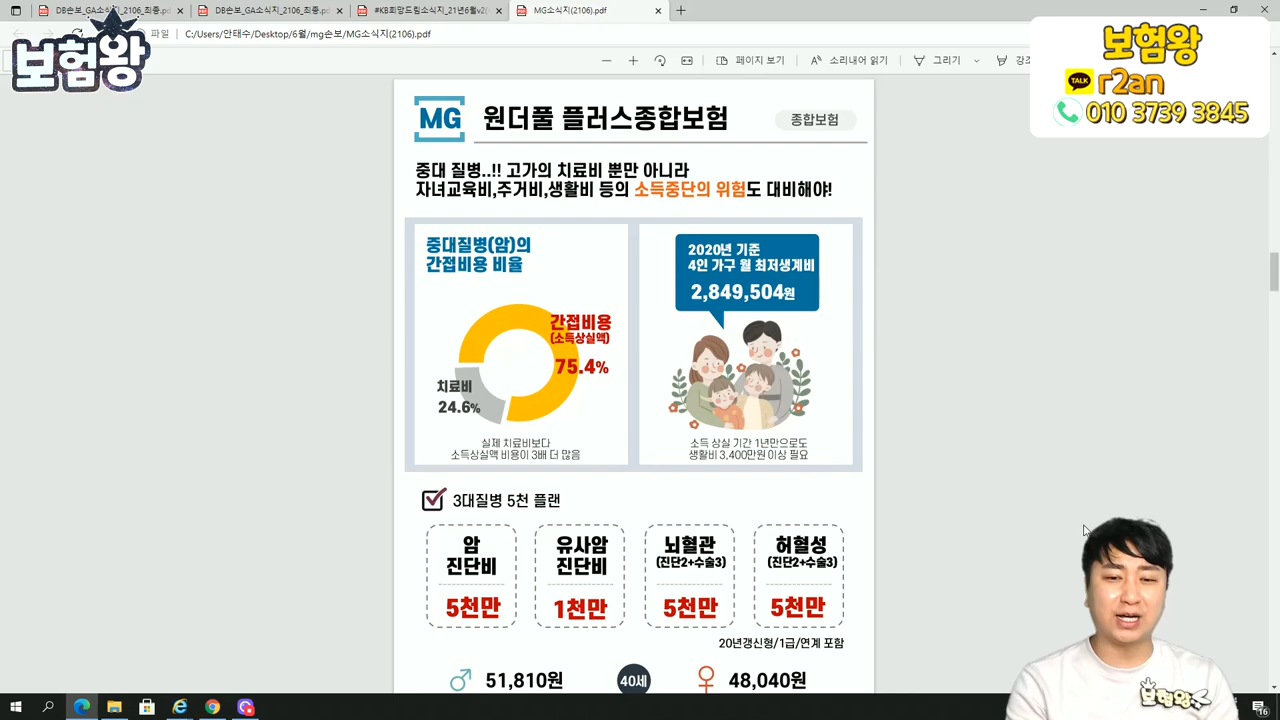 DB손보_GA소식지_2106_최종.p
DB손보_GA소식지_2106_최종.pdf
#KB희망드림소식지_21년6월v2(
MG소식지(2106).pdf
파일
C:/Users/안태수/Desktop/6월/mg손보/MG소식지(2106).pdf
페이지 보기
소리내어 읽기
그리기
강조
보험왕
보험왕
TALK
r2an
010 3739 3845
MG 원더풀 플러스종합보험
종합보험
중대 질병..!! 고가의 치료비 뿐만 아니라
자녀교육비,주거비,생활비 등의 소득중단의 위험도 대비해야!
중대질병(암)의
간접비용 비율
간접비용
(소득상실액)
75.4%
치료비
24.6%
실제 치료비보다
소득상실액 비용이 3배 더 많음
2020년 기준
4인 가구 월 최저생계비
2,849,504원
소득 상실 기간 1년만으로도
생활비 3,400만원 이상 필요
3대질병 5천 플랜
암
진단비
5천만
유사암
진단비
1천만
뇌혈관
(진단2+수술3)
5천만
허혈성
(진단2+수술3)
5천만
20년갱신형/1급/연계 포함
51,810원
40세
48,040원
보험왕
16